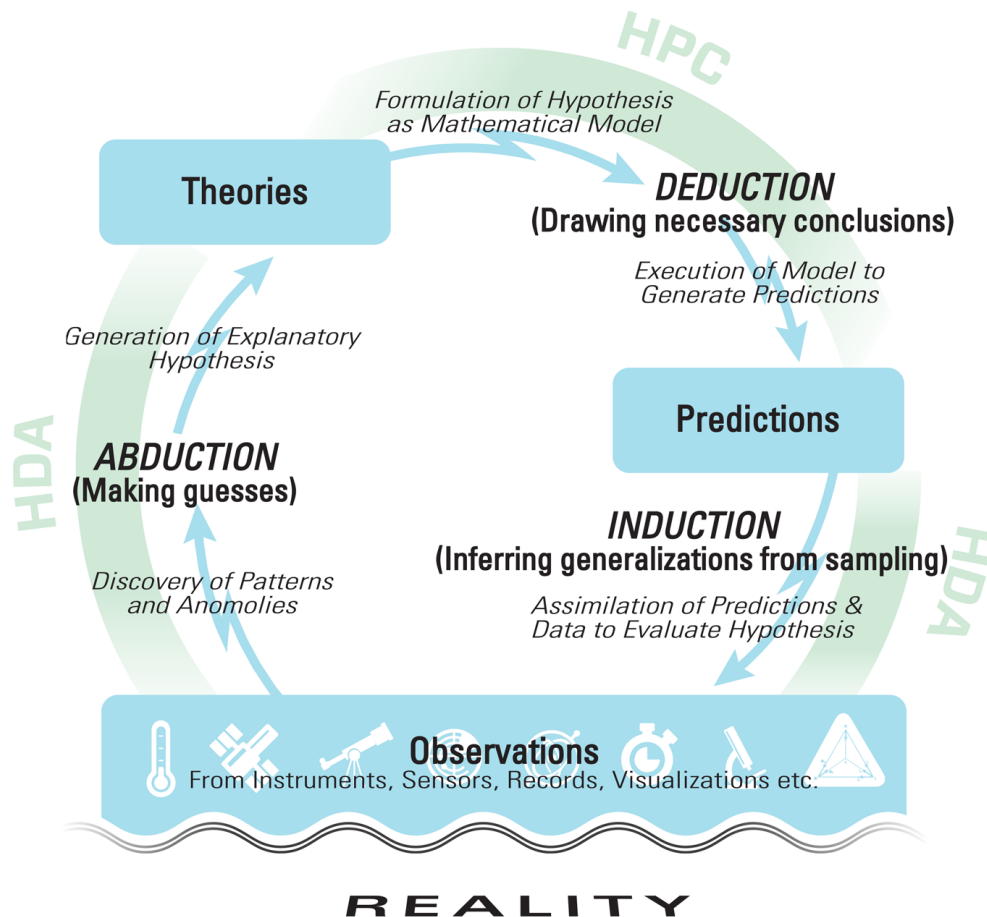 HPC
Formulation of Hypothesis
as Mathematical Model
Theories
DEDUCTION
(Drawing necessary conclusions)
Execution of Model to
Generate Predictions
Generation of Explanatory
Hypothesis
Predictions
HDA
ABDUCTION
(Making guesses)
INDUCTION
(Inferring generalizations from sampling)
HDA
Discovery of Patterns
and Anomolies
Assimilation of Predictions &
Data to Evaluate Hypothesis
Observations
From Instruments, Sensors, Records, Visualizations etc.
REALITY